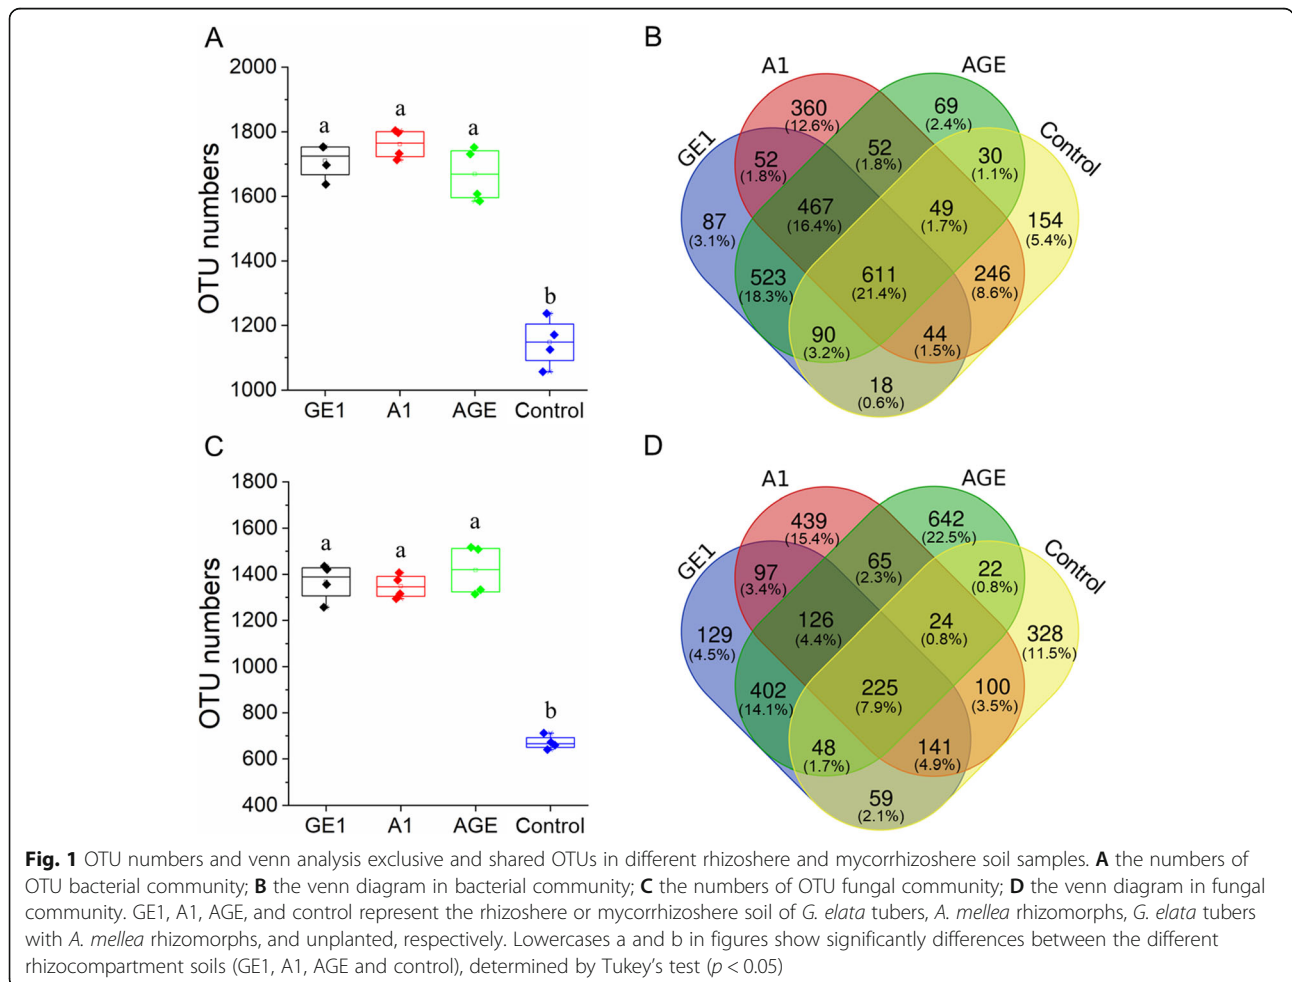 A
OTU numbers
2000
1800
1600
1400
1200
1000
a
a
a
b
GE1 A1 AGE Control
B
A1
AGE
GE1
Control
360
(12.6%)
69
(2.4%)
52
(1.8%)
52
(1.8%)
30
(1.1%)
87
(3.1%)
467
(16.4%)
49
(1.7%)
154
(5.4%)
523
(18.3%)
611
(21.4%)
246
(8.6%)
90
(3.2%)
44
(1.5%)
18
(0.6%)
C
OTU numbers
1800
1600
1400
1200
1000
800
600
400
a
a
a
b
GE1 A1 AGE Control
D
A1
AGE
GE1
Control
439
(15.4%)
642
(22.5%)
97
(3.4%)
65
(2.3%)
22
(0.8%)
129
(4.5%)
126
(4.4%)
24
(0.8%)
328
(11.5%)
402
(14.1%)
225
(7.9%)
100
(3.5%)
48
(1.7%)
141
(4.9%)
59
(2.1%)
Fig. 1 OTU numbers and venn analysis exclusive and shared OTUs in different rhizoshere and mycorrhizoshere soil samples. A the numbers of
OTU bacterial community; B the venn diagram in bacterial community; C the numbers of OTU fungal community; D the venn diagram in fungal
community. GE1, A1, AGE, and control represent the rhizoshere or mycorrhizoshere soil of G. elata tubers, A. mellea rhizomorphs, G. elata tubers
with A. mellea rhizomorphs, and unplanted, respectively. Lowercases a and b in figures show significantly differences between the different
rhizocompartment soils (GE1, A1, AGE and control), determined by Tukey's test (p < 0.05)